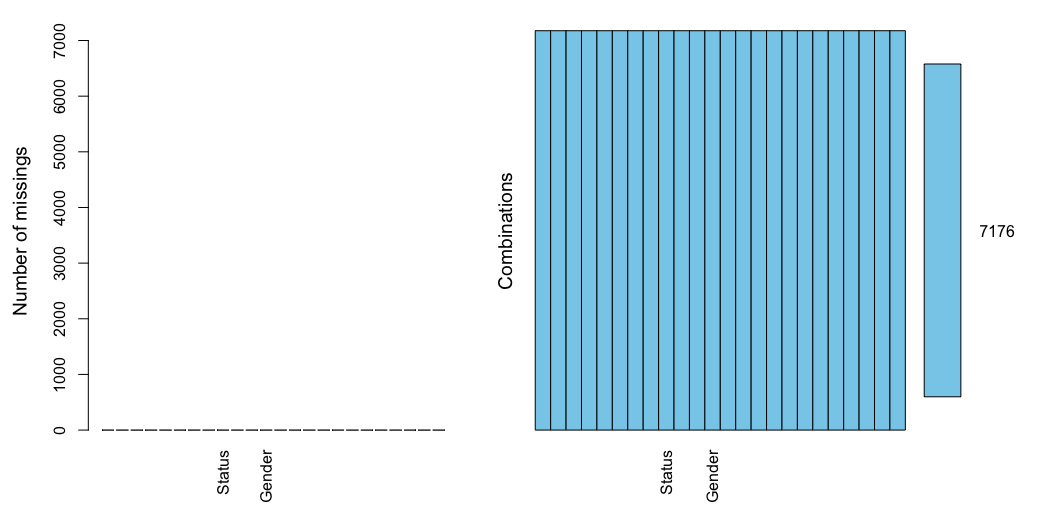 Number of missings
7000
6000
5000
4000
3000
2000
1000
0
Status
Gender
Combinations
Status
Gender
7176